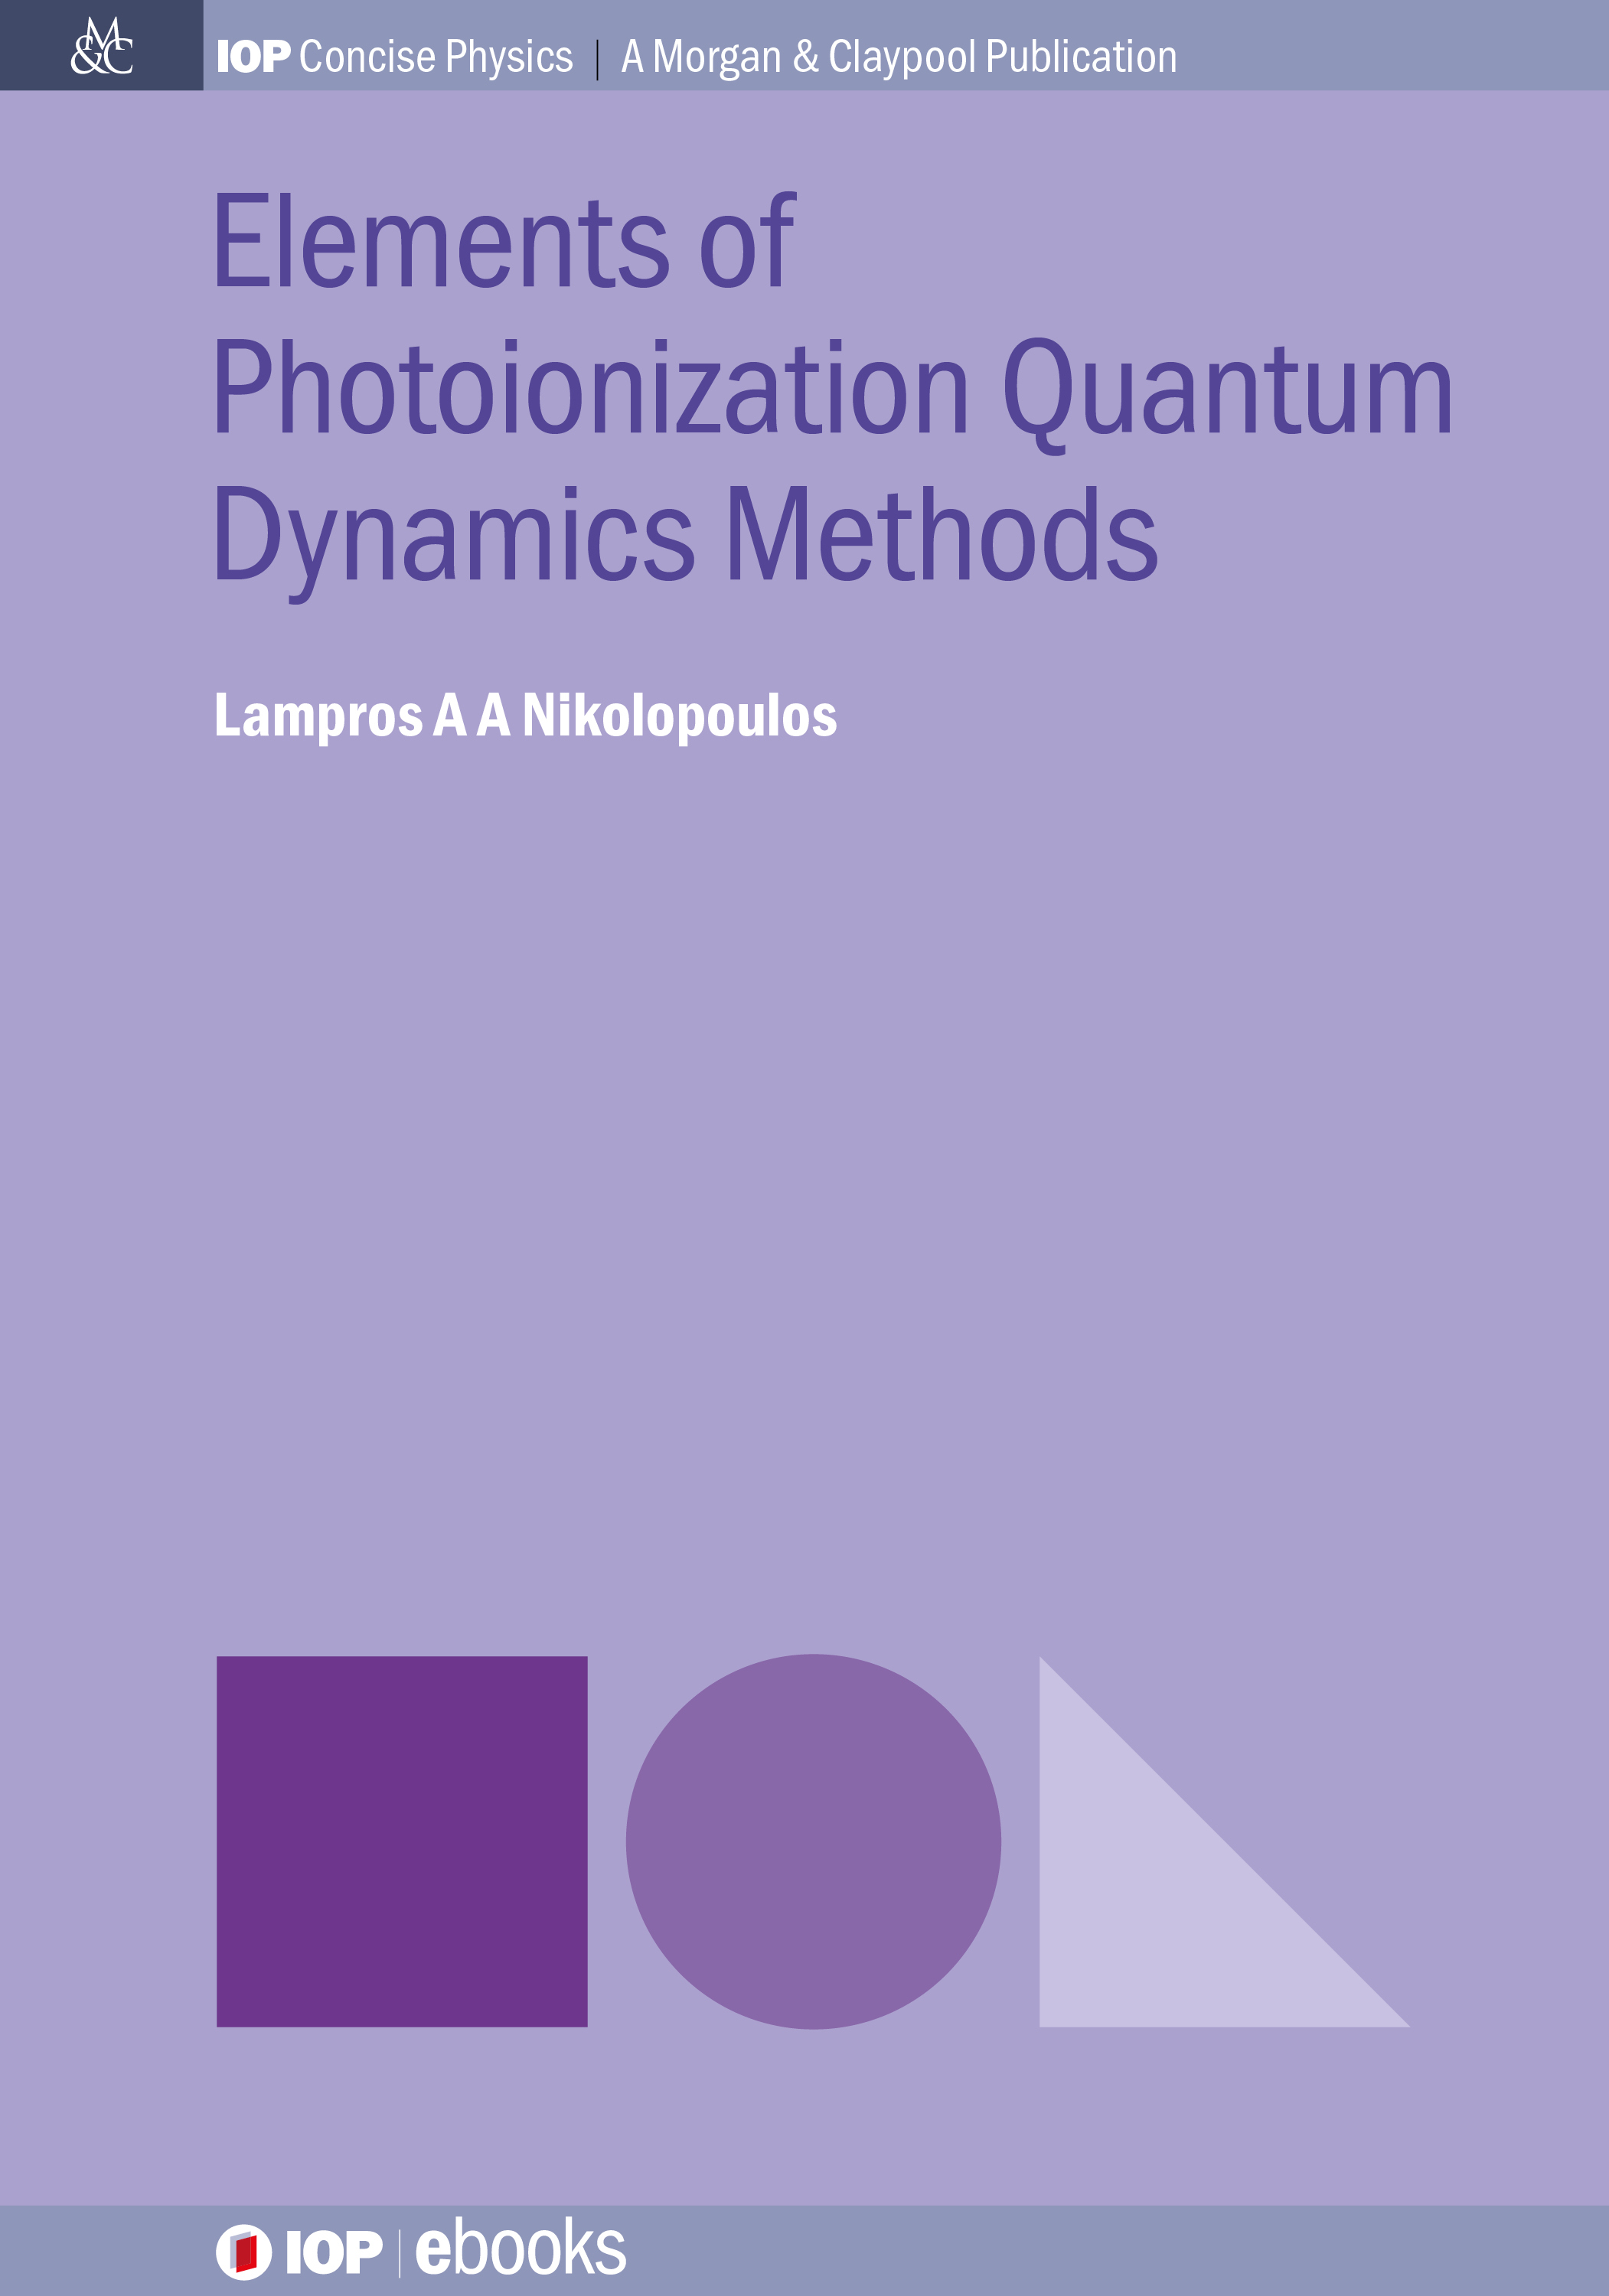 M&C
IOP Concise Physics | A Morgan & Claypool Publication
Elements of
Photoionization Quantum
Dynamics Methods
Lampros A A Nikolopoulos
IOP | ebooks